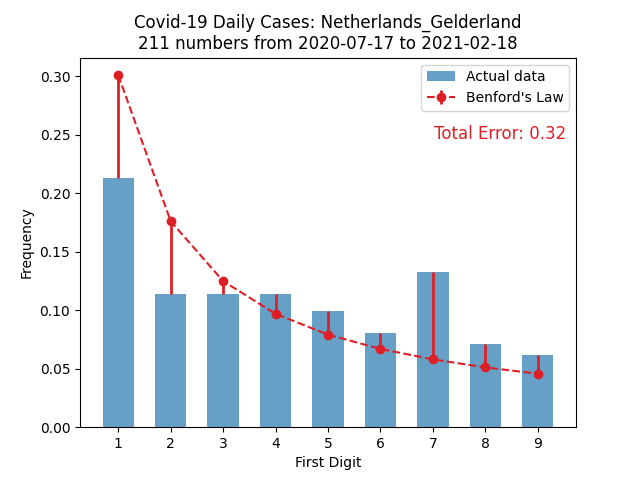 Covid-19 Daily Cases: Netherlands_Gelderland
211 numbers from 2020-07-17 to 2021-02-18
Actual data
Benford's Law
Total Error: 0.32
Frequency
0.30
0.25
0.20
0.15
0.10
0.05
0.00
1 2 3 4 5 6 7 8 9
First Digit